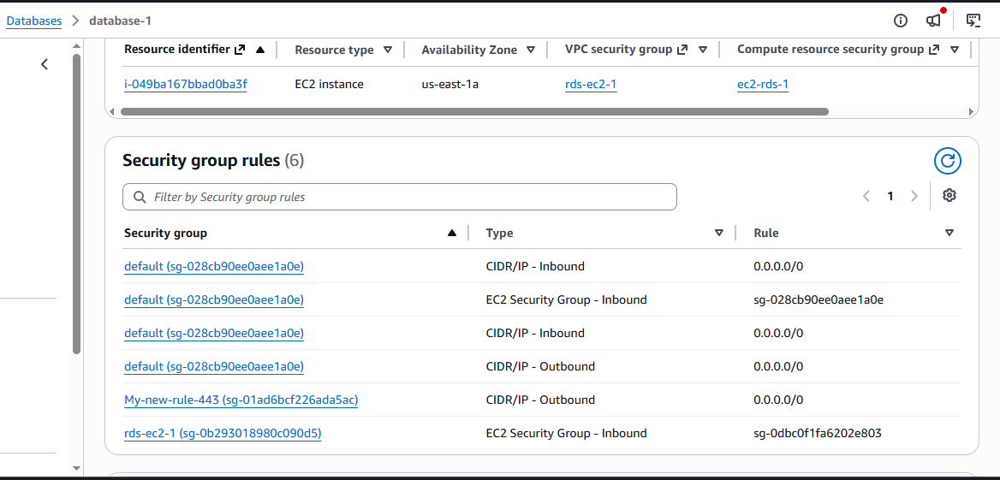 Databases > database-1
Resource identifier Resource type Availability Zone VPC security group Compute resource security group
i-049ba167bbad0ba3f EC2 instance us-east-1a rds-ec2-1 ec2-rds-1
Security group rules (6)
Filter by Security group rules 1
Security group Type Rule
default (sg-028cb90ee0aee1a0e) CIDR/IP - Inbound 0.0.0.0/0
default (sg-028cb90ee0aee1a0e) EC2 Security Group - Inbound sg-028cb90ee0aee1a0e
default (sg-028cb90ee0aee1a0e) CIDR/IP - Inbound 0.0.0.0/0
default (sg-028cb90ee0aee1a0e) CIDR/IP - Outbound 0.0.0.0/0
My-new-rule-443 (sg-01ad6bcf226ada5ac) CIDR/IP - Outbound 0.0.0.0/0
rds-ec2-1 (sg-0b293018980c090d5) EC2 Security Group - Inbound sg-0dbc0f1fa6202e803